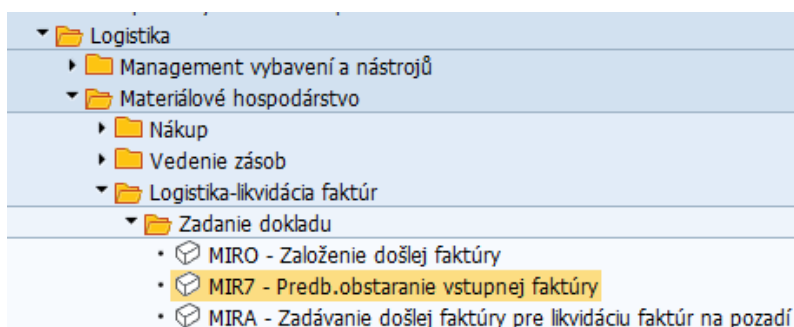 Logistika
Management vybavení a nástrojů
Materiálové hospodárstvo
Nákup
Vedenie zásob
Logistika-likvidácia faktúr
Zadanie dokladu
MIRO - Založenie došlej faktúry
MIR7 - Predb.obstaranie vstupnej faktúry
MIRA - Zadávanie došlej faktúry pre likvidáciu faktúr na pozadí